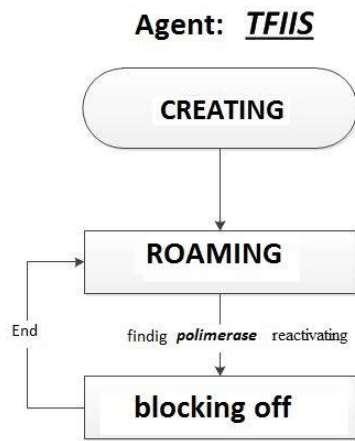 Agent: TFIIS
CREATING
ROAMING
End
findig polimerase reactivating
blocking off